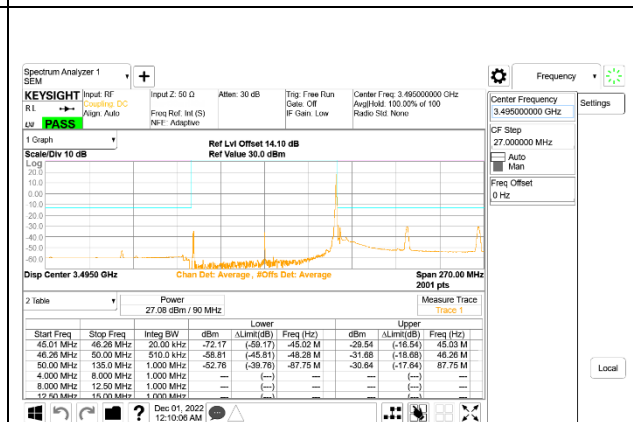 Spectrum Analyzer 1
SEM
Frequency
KEYSIGHT Input: RF Input Z: 50 Ω Atten: 30 dB Trig: Free Run Center Freq: 3.495000000 GHz
RL Coupling: DC Gate: Off Avg|Hold: 100.00% of 100
Align: Auto Freq Ref: Int (S) IF Gain: Low Radio Std: None
PASS NFE: Adaptive
Center Frequency
3.495000000 GHz
Settings
CF Step
27.000000 MHz
Auto
Man
Freq Offset
0 Hz
1 Graph
Ref Lvl Offset 14.10 dB
Scale/Div 10 dB Ref Value 30.0 dBm
Log
20.0
10.0
0.00
-10.0
-20.0
-30.0
-40.0
-50.0
-60.0
Disp Center 3.4950 GHz Chan Det: Average , #Offs Det: Average Span 270.00 MHz
2001 pts
2 Table Power Measure Trace
27.08 dBm / 90 MHz Trace 1
Lower Upper
Start Freq Stop Freq Integ BW dBm ΔLimit(dB) Freq (Hz) dBm ΔLimit(dB) Freq (Hz)
45.01 MHz 46.26 MHz 20.00 kHz -72.17 (-59.17) -45.02 M -29.54 (-16.54) 45.03 M
46.26 MHz 50.00 MHz 510.0 kHz -58.81 (-45.81) -48.28 M -31.68 (-18.68) 46.26 M
50.00 MHz 135.0 MHz 1.000 MHz -52.76 (-39.76) -87.75 M -30.64 (-17.64) 87.75 M
4.000 MHz 8.000 MHz 1.000 MHz --- (---) --- --- (---) ---
8.000 MHz 12.50 MHz 1.000 MHz --- (---) --- --- (---) ---
12.50 MHz 15.00 MHz 1.000 MHz --- (---) --- --- (---) ---
Local
Dec 01, 2022
12:10:06 AM